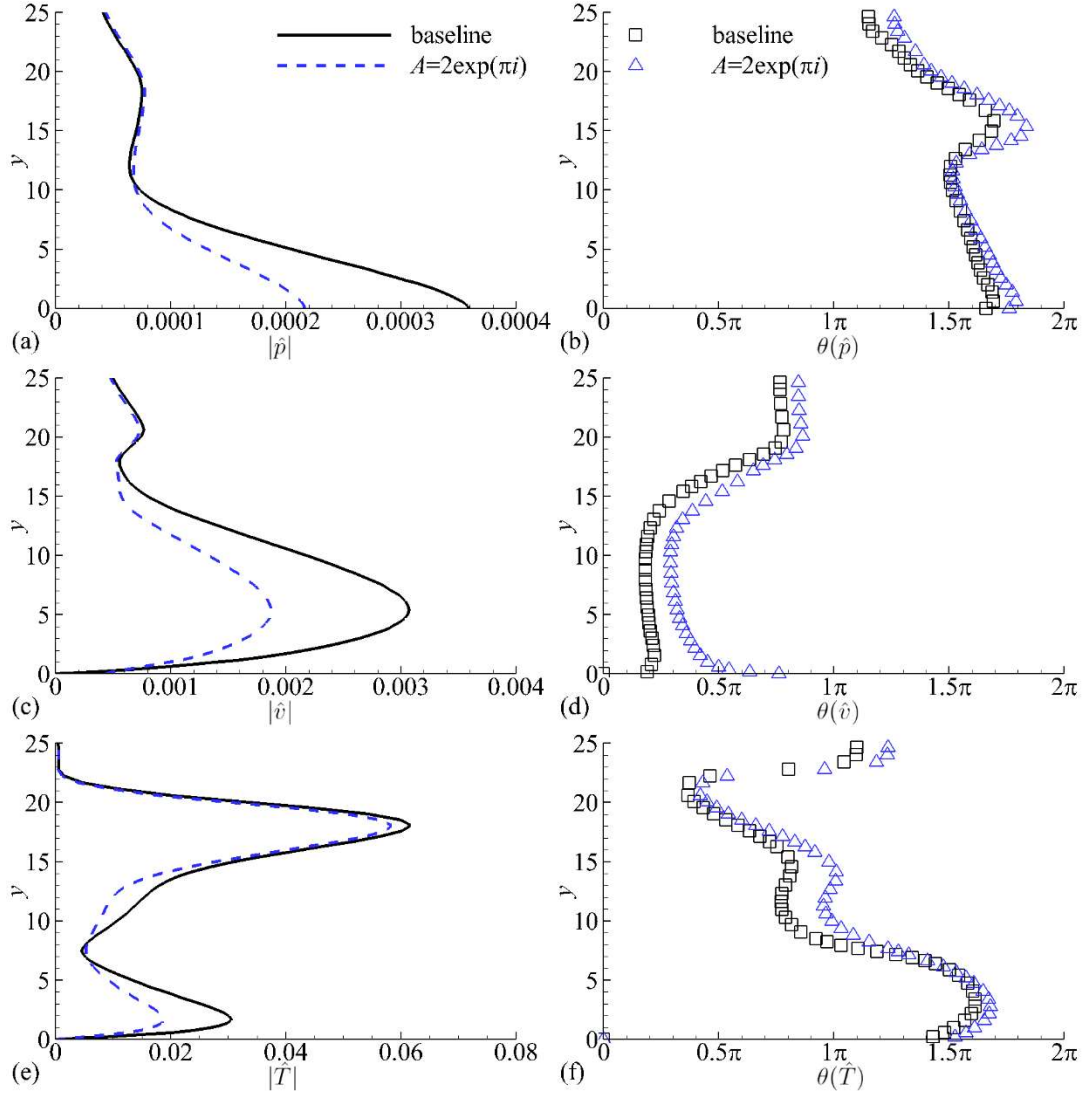 25
20
15
10
5
0
y
baseline
A=2exp(πi)
0
0.0001
0.0002
0.0003
0.0004
(a)
|p̂|
25
20
15
10
5
0
y
baseline
A=2exp(πi)
0
0.5π
1π
1.5π
2π
(b)
θ(p̂)
25
20
15
10
5
0
y
0
0.001
0.002
0.003
0.004
(c)
|v̂|
25
20
15
10
5
0
y
0
0.5π
1π
1.5π
2π
(d)
θ(v̂)
25
20
15
10
5
0
y
0
0.02
0.04
0.06
0.08
(e)
|T̂|
25
20
15
10
5
0
y
0
0.5π
1π
1.5π
2π
(f)
θ(T̂)